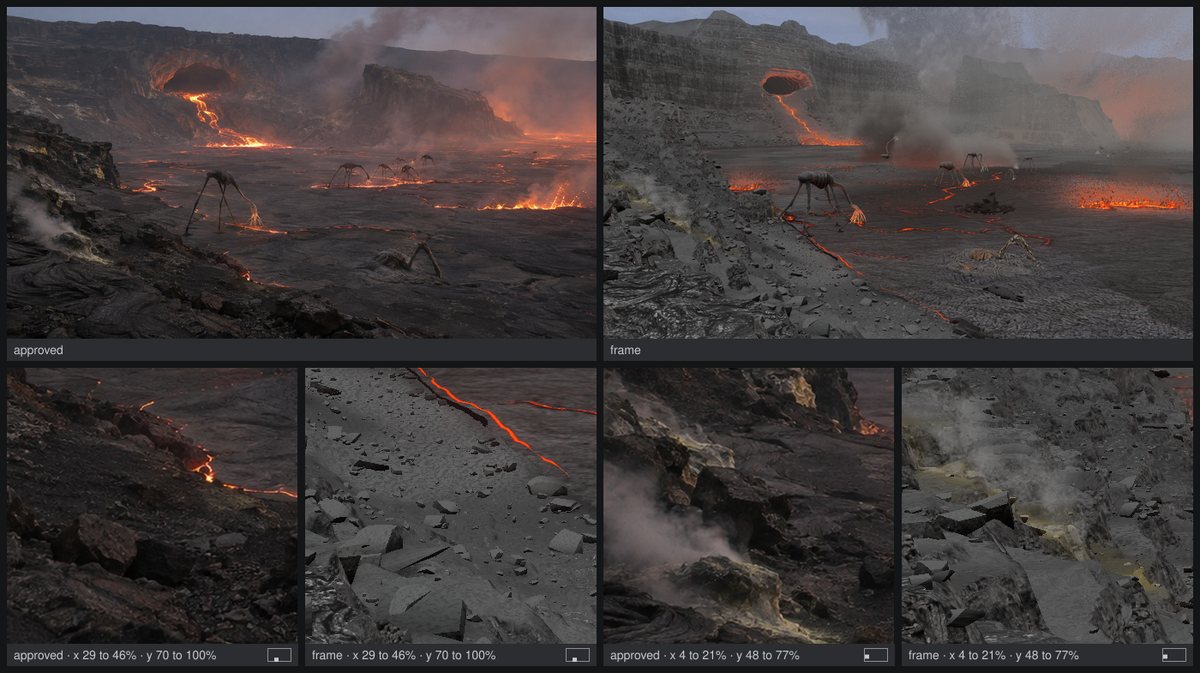 approved
frame
approved · x 29 to 46% · y 70 to 100%
frame · x 29 to 46% · y 70 to 100%
approved · x 4 to 21% · y 48 to 77%
frame · x 4 to 21% · y 48 to 77%